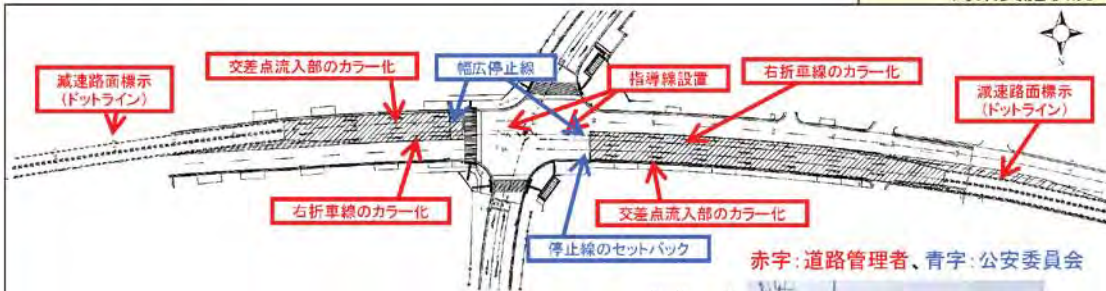 減速路面標示
(ドットライン)
交差点流入部のカラー化
幅広停止線
指導線設置
右折車線のカラー化
減速路面標示
(ドットライン)
右折車線のカラー化
停止線のセットバック
交差点流入部のカラー化
赤字:道路管理者、青字:公安委員会